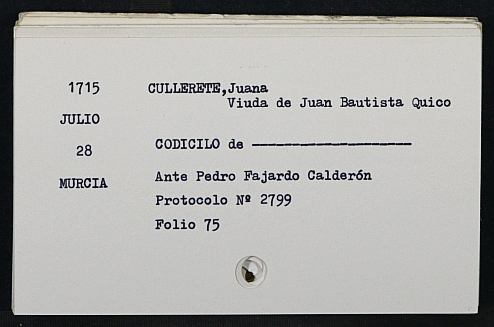 1715 CULLERETE,Juana
Viuda de Juan Bautista Quico
JULIO
28 CODICILO de --------------------
MURCIA Ante Pedro Fajardo Calderón
Protocolo Nº 2799
Folio 75